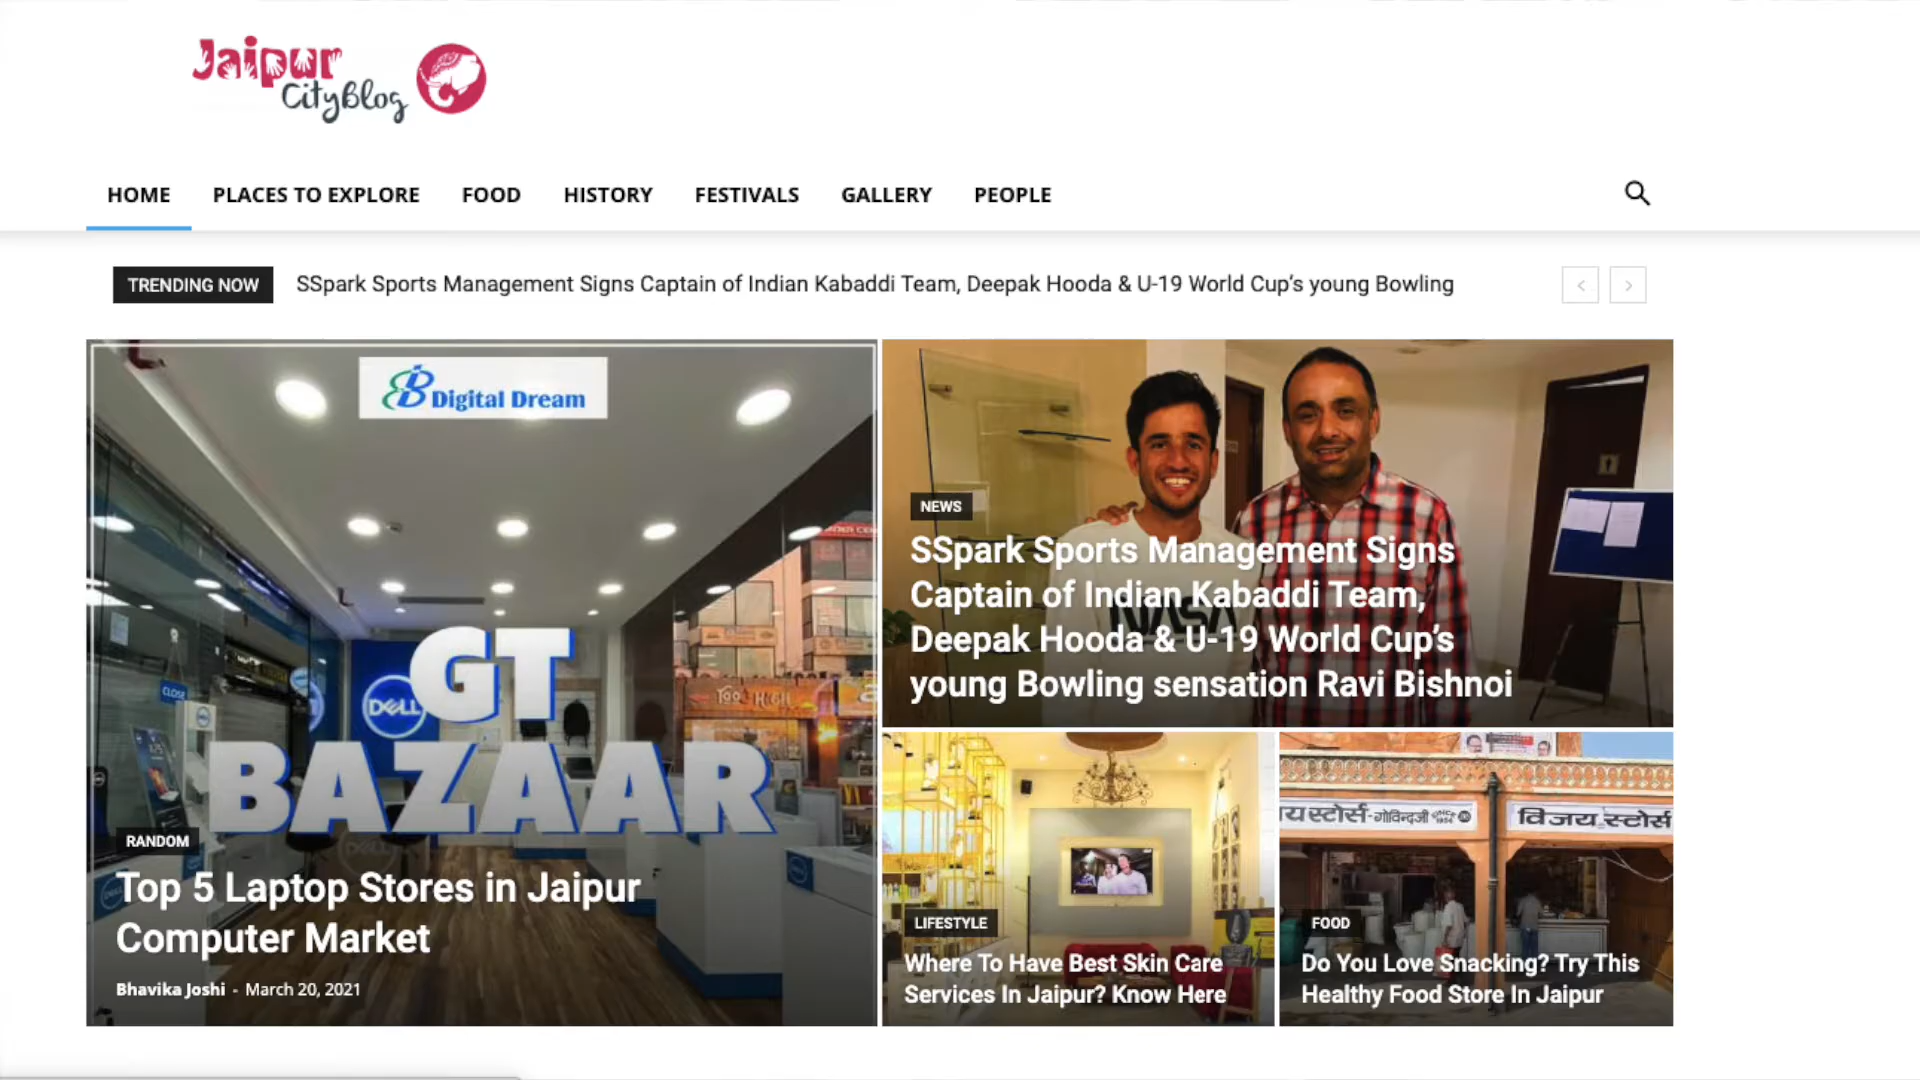 Jaipur
CityBlog
HOME PLACES TO EXPLORE FOOD HISTORY FESTIVALS GALLERY PEOPLE
TRENDING NOW SSpark Sports Management Signs Captain of Indian Kabaddi Team, Deepak Hooda & U-19 World Cup’s young Bowling
Digital Dream
CLOSE
DELL
GT
BAZAAR
RANDOM
Top 5 Laptop Stores in Jaipur
Computer Market
Bhavika Joshi - March 20, 2021
NASA
NEWS
SSpark Sports Management Signs
Captain of Indian Kabaddi Team,
Deepak Hooda & U-19 World Cup’s
young Bowling sensation Ravi Bishnoi
LIFESTYLE
Where To Have Best Skin Care
Services In Jaipur? Know Here
य स्टोर्स-गोविन्दजी
विजय स्टोर्स
FOOD
Do You Love Snacking? Try This
Healthy Food Store In Jaipur